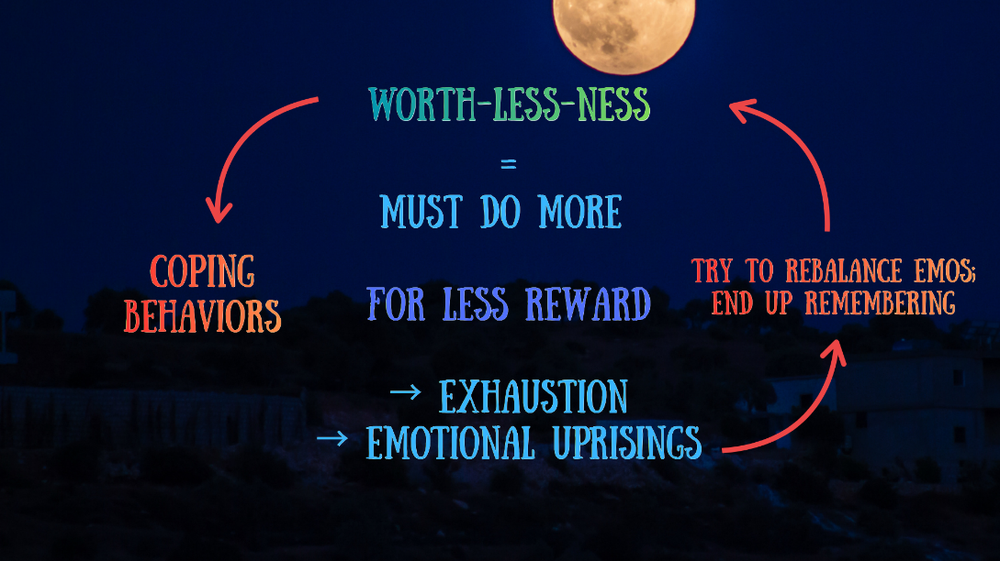 WORTH-LESS-NESS
=
MUST DO MORE
COPING
BEHAVIORS
FOR LESS REWARD
TRY TO REBALANCE EMOS;
END UP REMEMBERING
→ EXHAUSTION
→ EMOTIONAL UPRISINGS